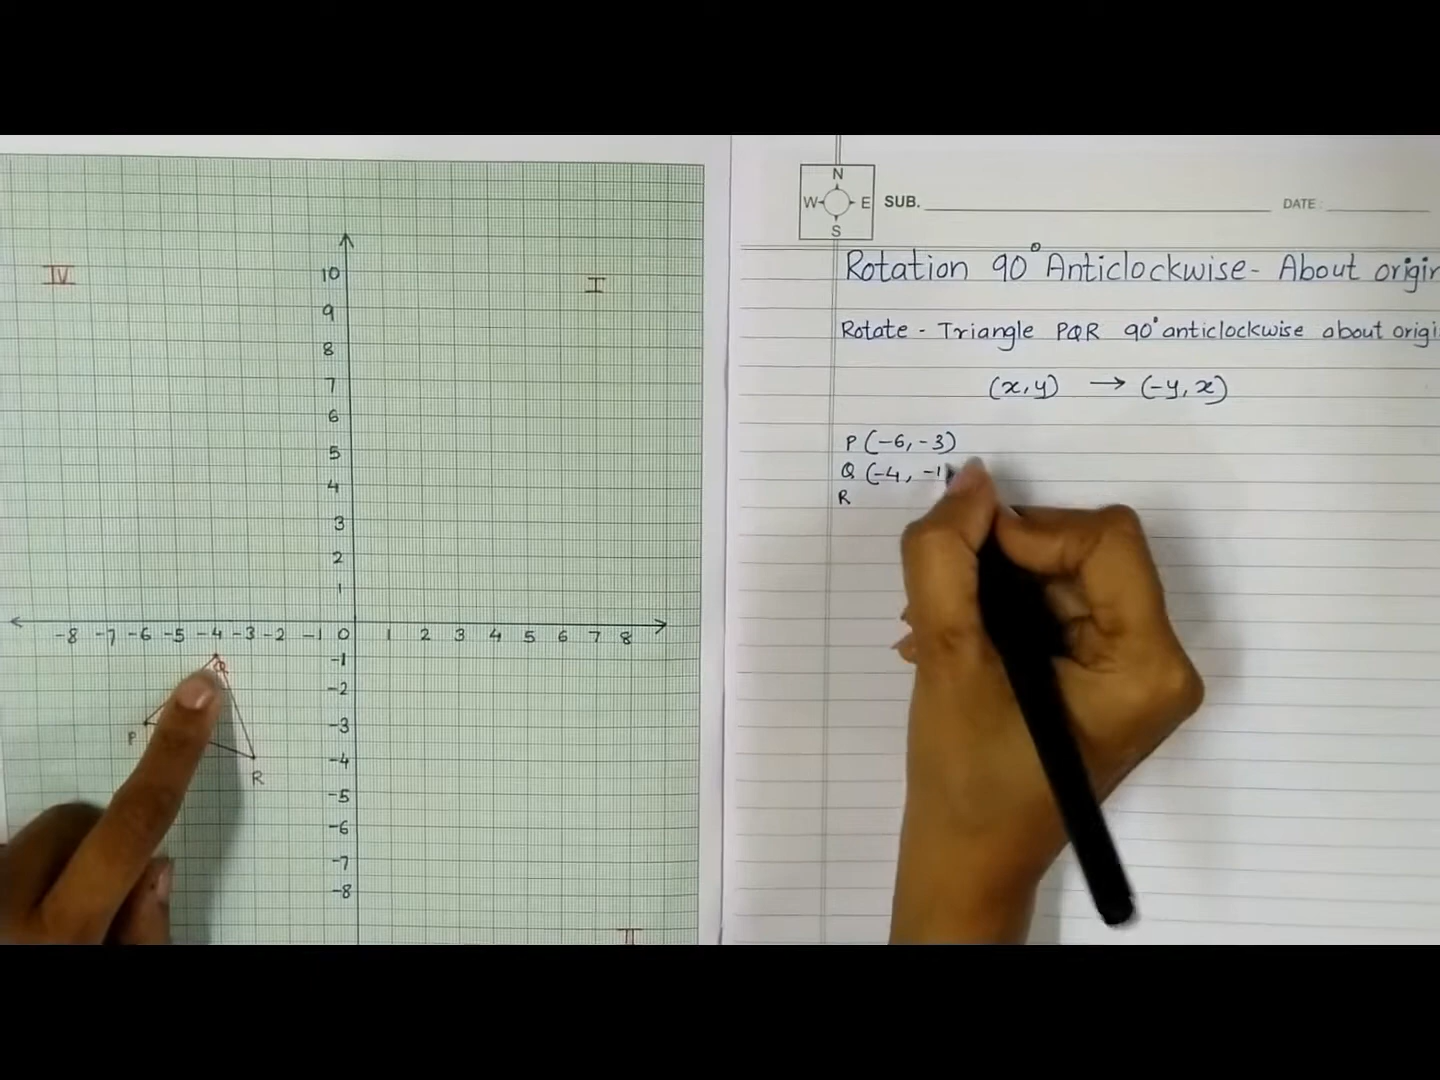 IV
I
10
9
8
7
6
5
4
3
2
1
-8 -7 -6 -5 -4 -3 -2 -1 0 1 2 3 4 5 6 7 8
-1
-2
-3
-4
-5
-6
-7
-8
Q
P
R
II
N
W E
S
SUB.
DATE:
Rotation 90° Anticlockwise - About origin
Rotate - Triangle PQR 90° anticlockwise about origi
(x,y) → (-y,x)
P (-6, -3)
Q (-4, -1
R